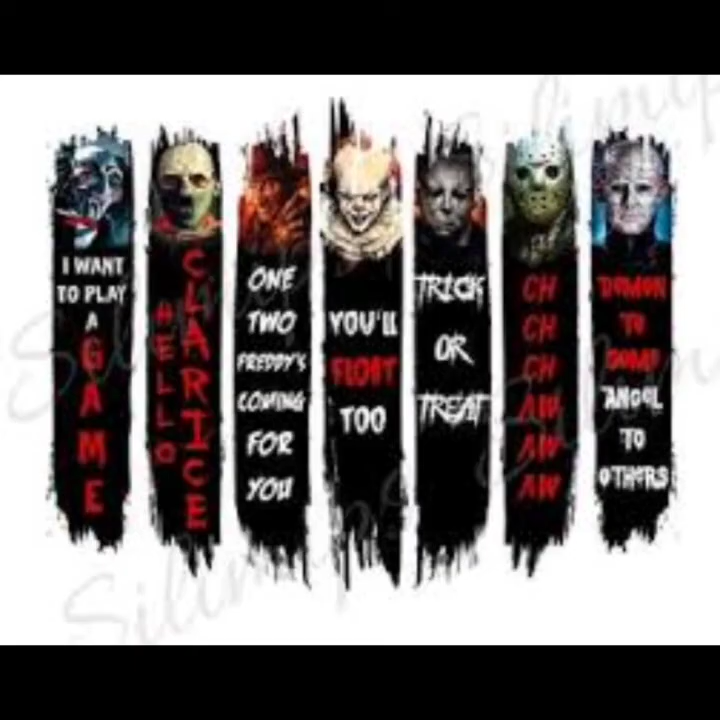 I WANT
TO PLAY
A
G
A
M
E
HELLO
CLARICE
ONE
TWO
FREDDY'S
COMING
FOR
YOU
YOU'LL
FLOAT
TOO
TRICK
OR
TREAT
CH
CH
CH
AW
AW
AW
DEMON
TO
SOME
ANGEL
TO
OTHERS